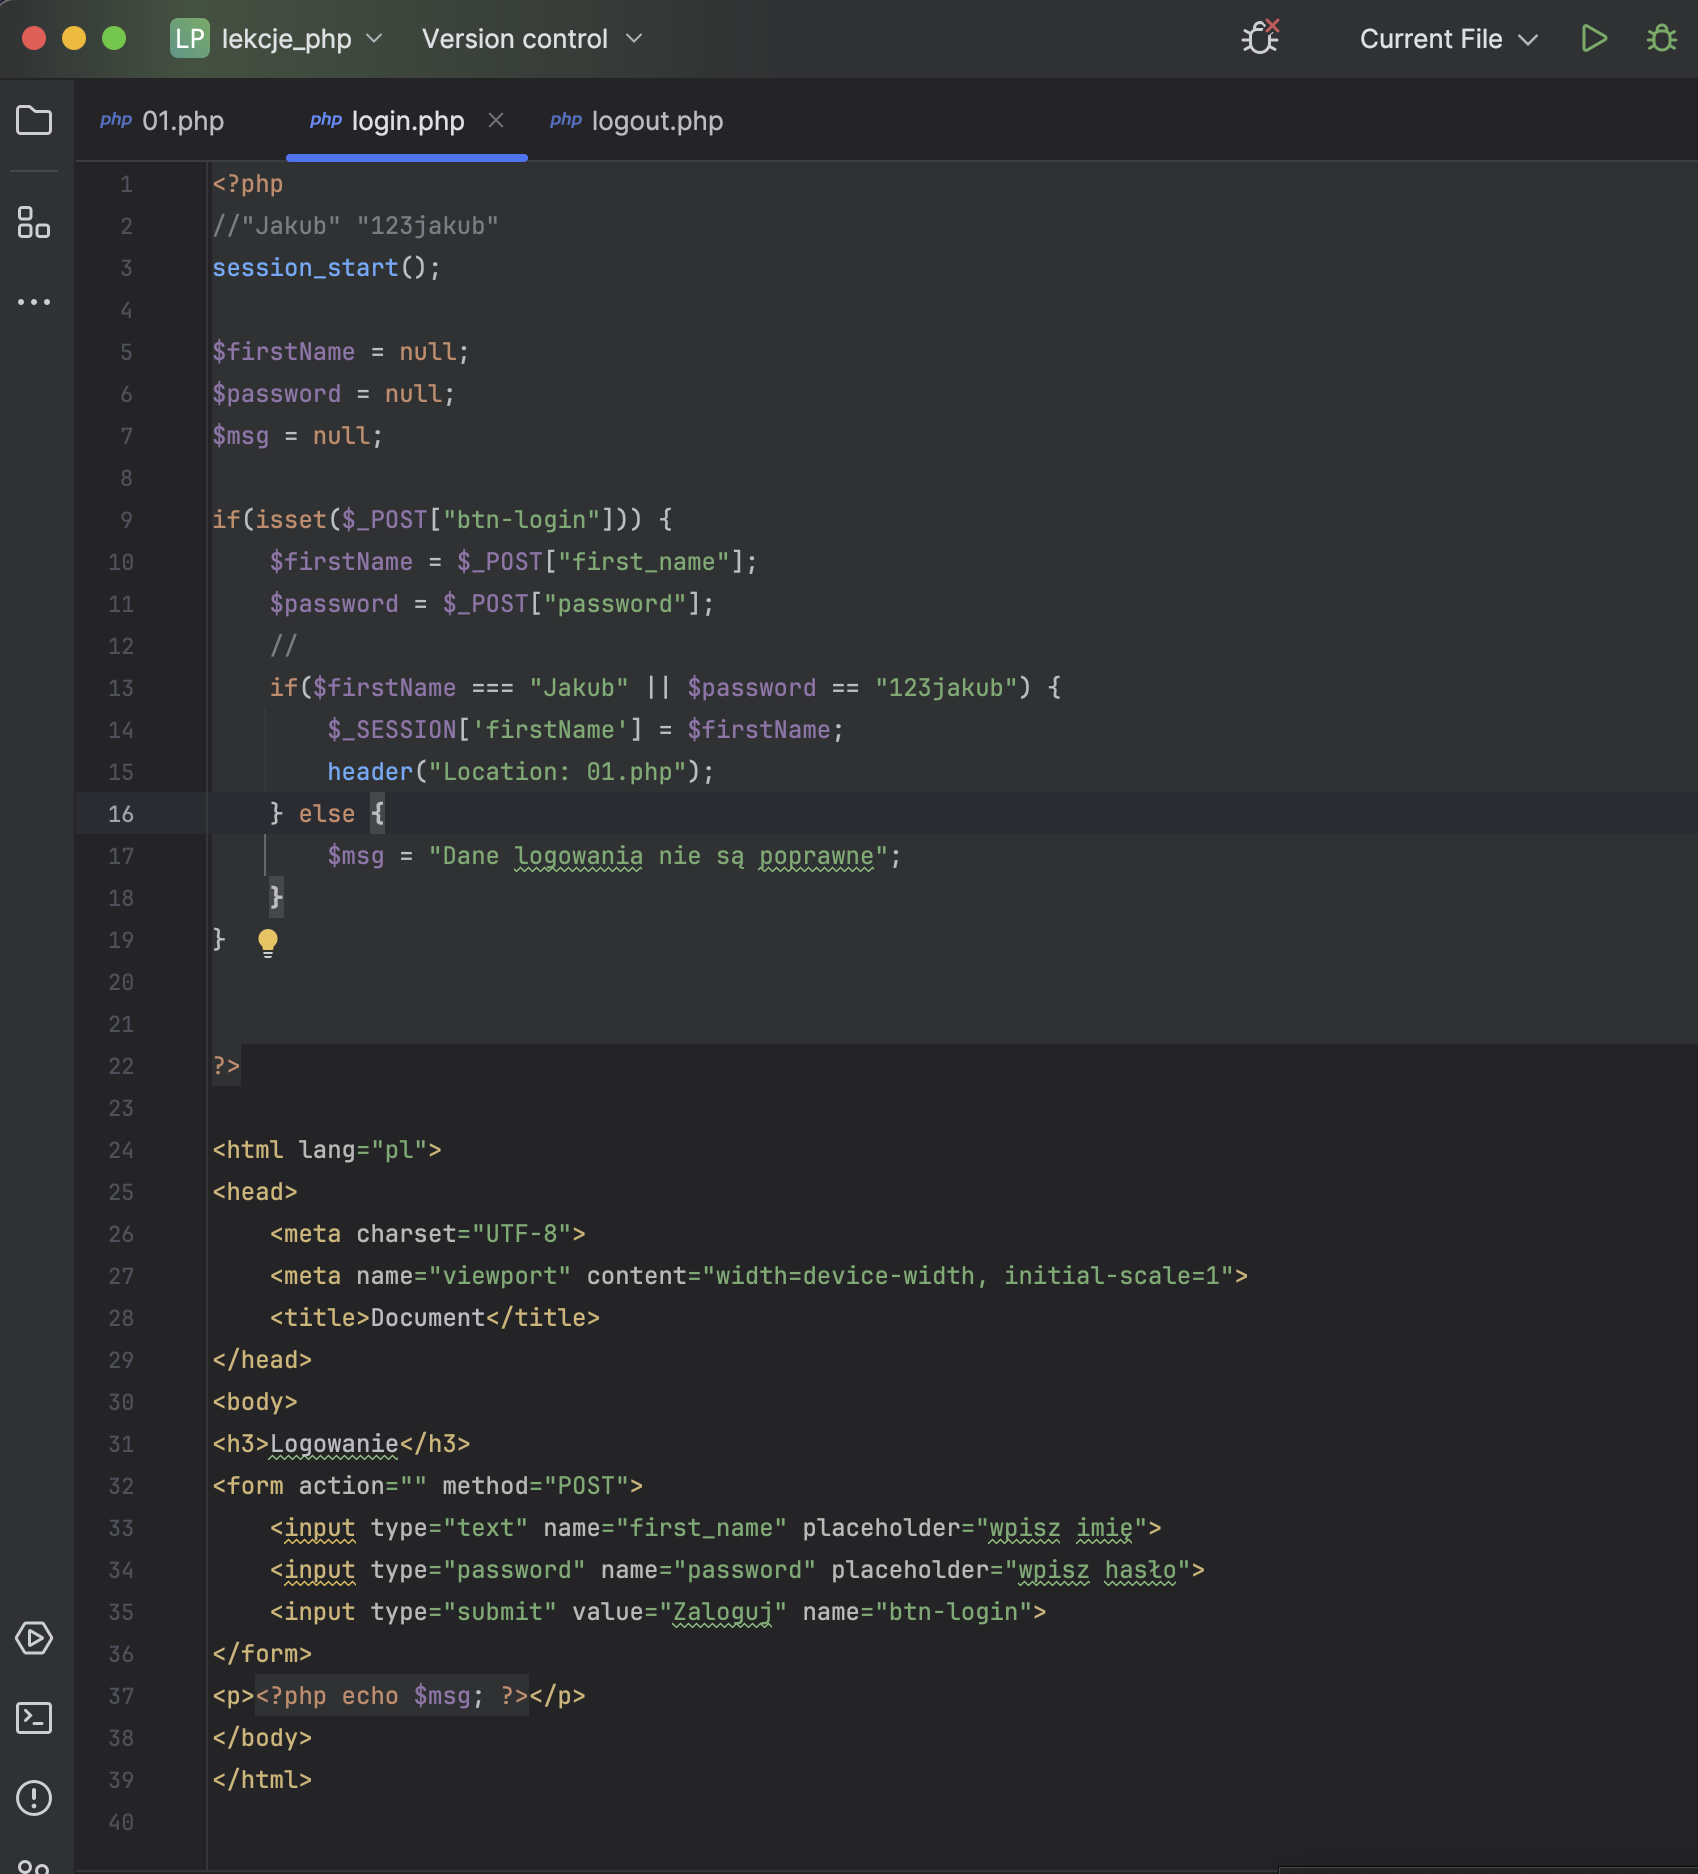 LP lekcje_php Version control Current File
php 01.php php login.php php logout.php
1 <?php
2 //"Jakub" "123jakub"
3 session_start();
4
5 $firstName = null;
6 $password = null;
7 $msg = null;
8
9 if(isset($_POST["btn-login"])) {
10     $firstName = $_POST["first_name"];
11     $password = $_POST["password"];
12     //
13     if($firstName === "Jakub" || $password == "123jakub") {
14         $_SESSION['firstName'] = $firstName;
15         header("Location: 01.php");
16     } else {
17         $msg = "Dane logowania nie są poprawne";
18     }
19 }
20
21
22 ?>
23
24 <html lang="pl">
25 <head>
26     <meta charset="UTF-8">
27     <meta name="viewport" content="width=device-width, initial-scale=1">
28     <title>Document</title>
29 </head>
30 <body>
31 <h3>Logowanie</h3>
32 <form action="" method="POST">
33     <input type="text" name="first_name" placeholder="wpisz imię">
34     <input type="password" name="password" placeholder="wpisz hasło">
35     <input type="submit" value="Zaloguj" name="btn-login">
36 </form>
37 <p><?php echo $msg; ?></p>
38 </body>
39 </html>
40